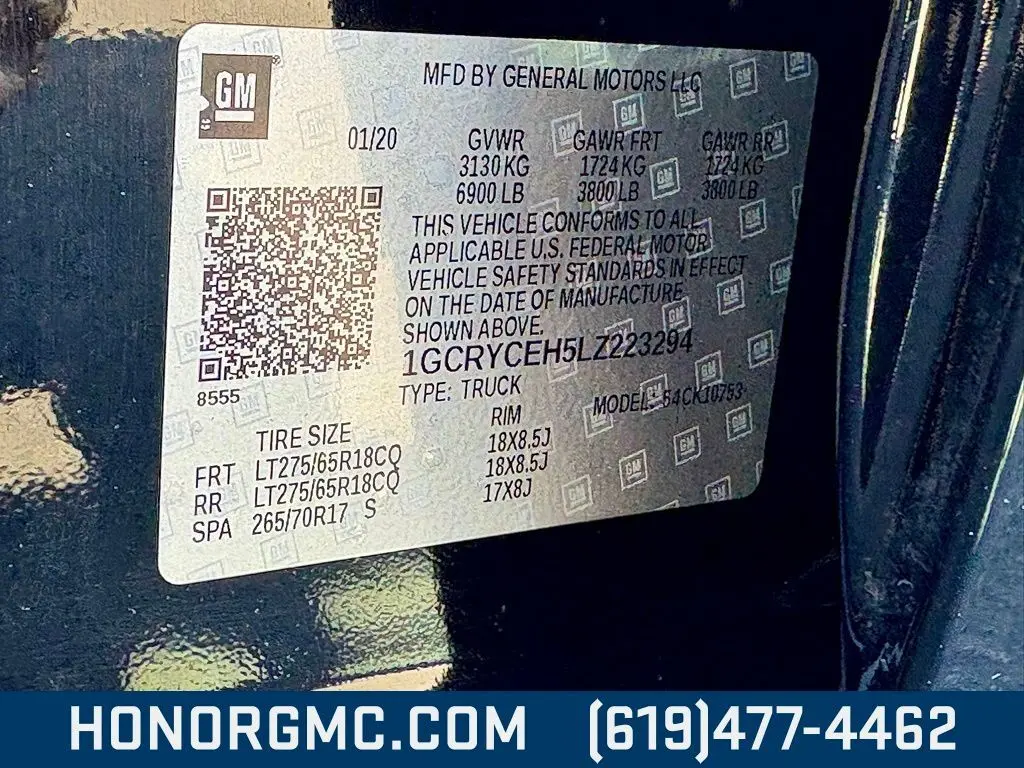 GM
MFD BY GENERAL MOTORS LLC
01/20 GVWR GAWR FRT GAWR RR
3130 KG 1724 KG 1724 KG
6900 LB 3800 LB 3800 LB
THIS VEHICLE CONFORMS TO ALL
APPLICABLE U.S. FEDERAL MOTOR
VEHICLE SAFETY STANDARDS IN EFFECT
ON THE DATE OF MANUFACTURE
SHOWN ABOVE.
1GCRYCEH5LZ223294
8555
TYPE: TRUCK MODEL: S4CK10753
TIRE SIZE RIM
FRT LT275/65R18CQ 18X8.5J
RR LT275/65R18CQ 18X8.5J
SPA 265/70R17 S 17X8J
HONORGMC.COM (619)477-4462